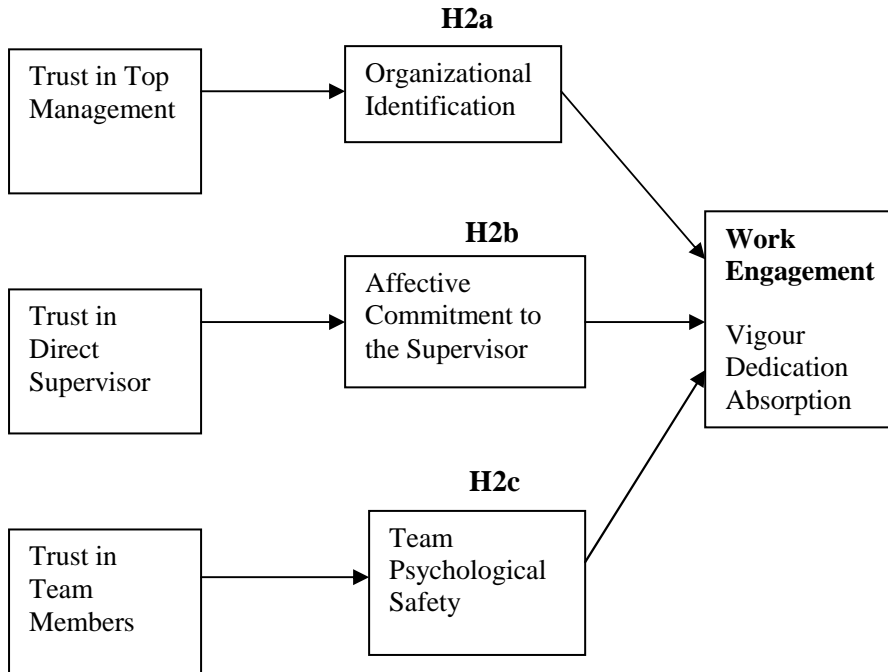 H2a
Trust in Top
Management
Organizational
Identification
H2b
Trust in
Direct
Supervisor
Affective
Commitment to
the Supervisor
Work
Engagement
Vigour
Dedication
Absorption
H2c
Trust in
Team
Members
Team
Psychological
Safety